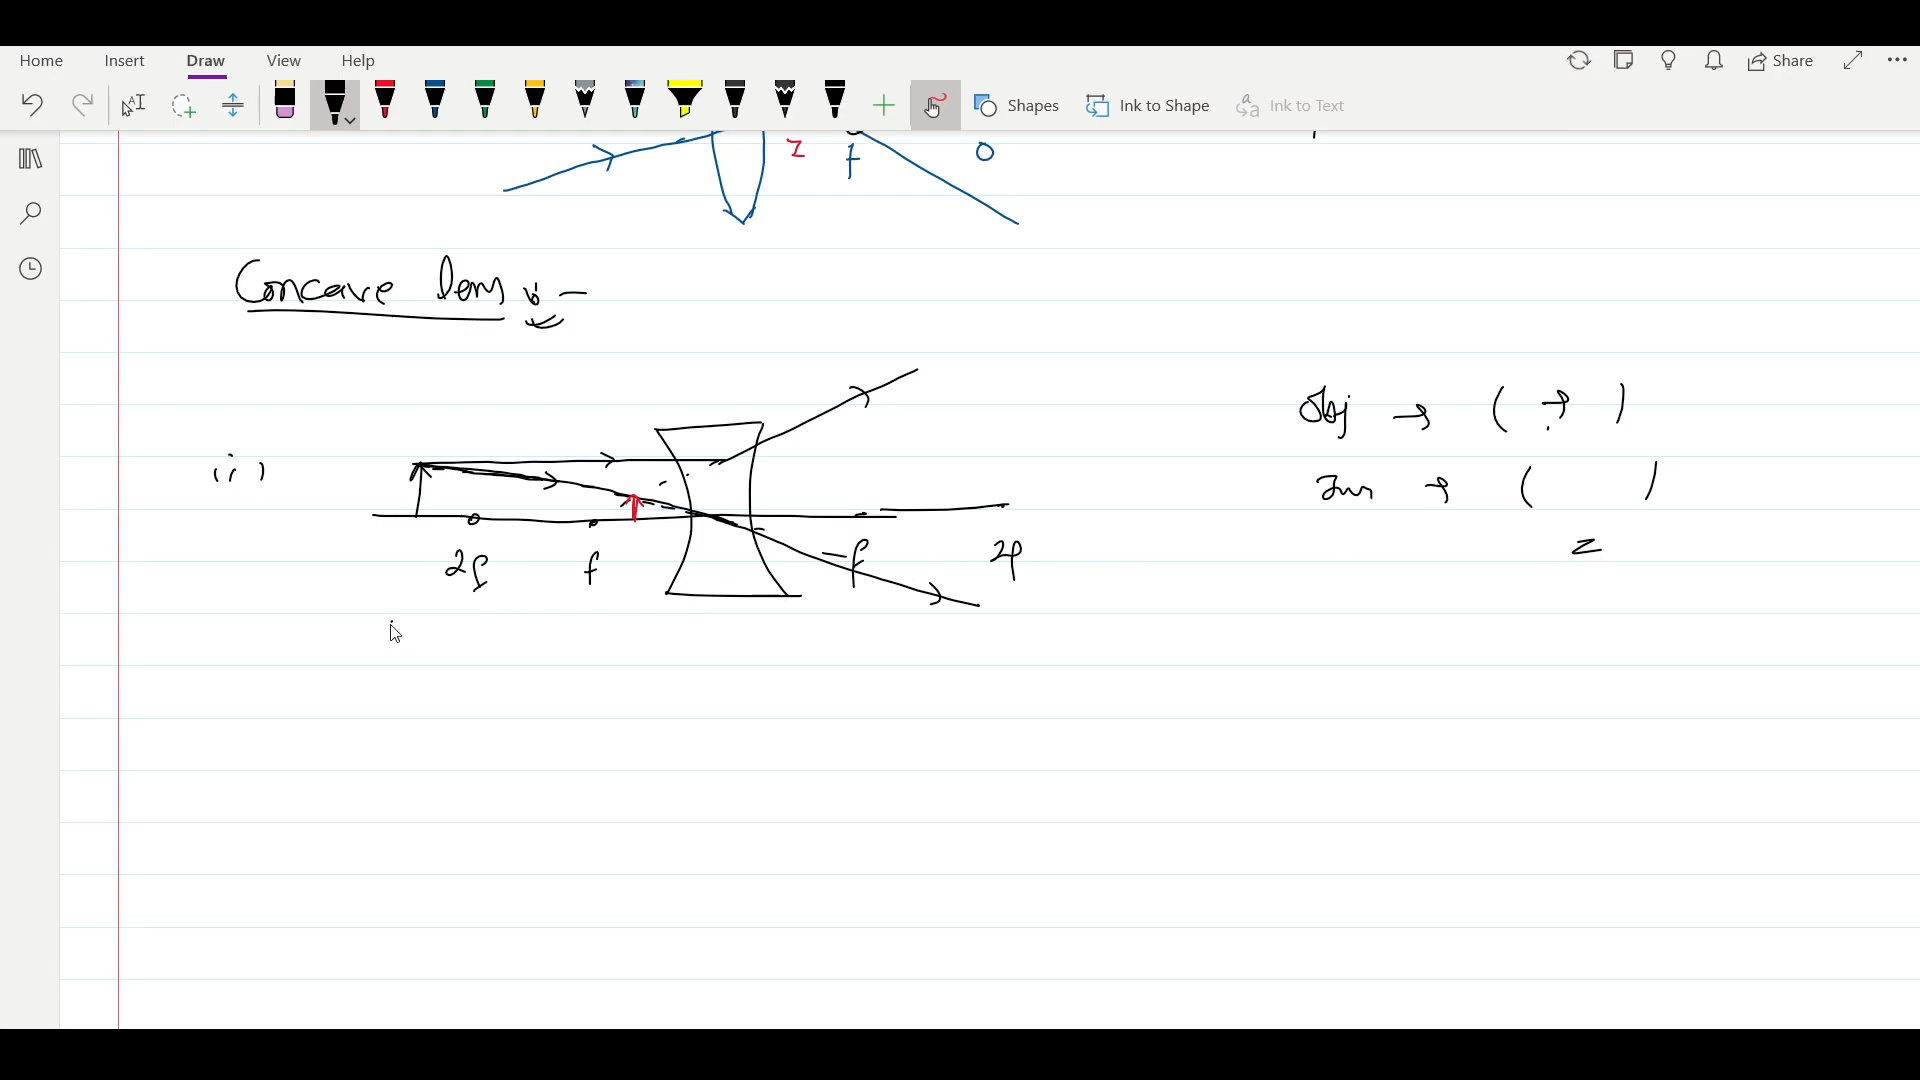 Home Insert Draw View Help Share
Shapes Ink to Shape Ink to Text
I f O
Concave lens :-
(i)
2f f -f 2f
Obj → ( → )
Im → ( )